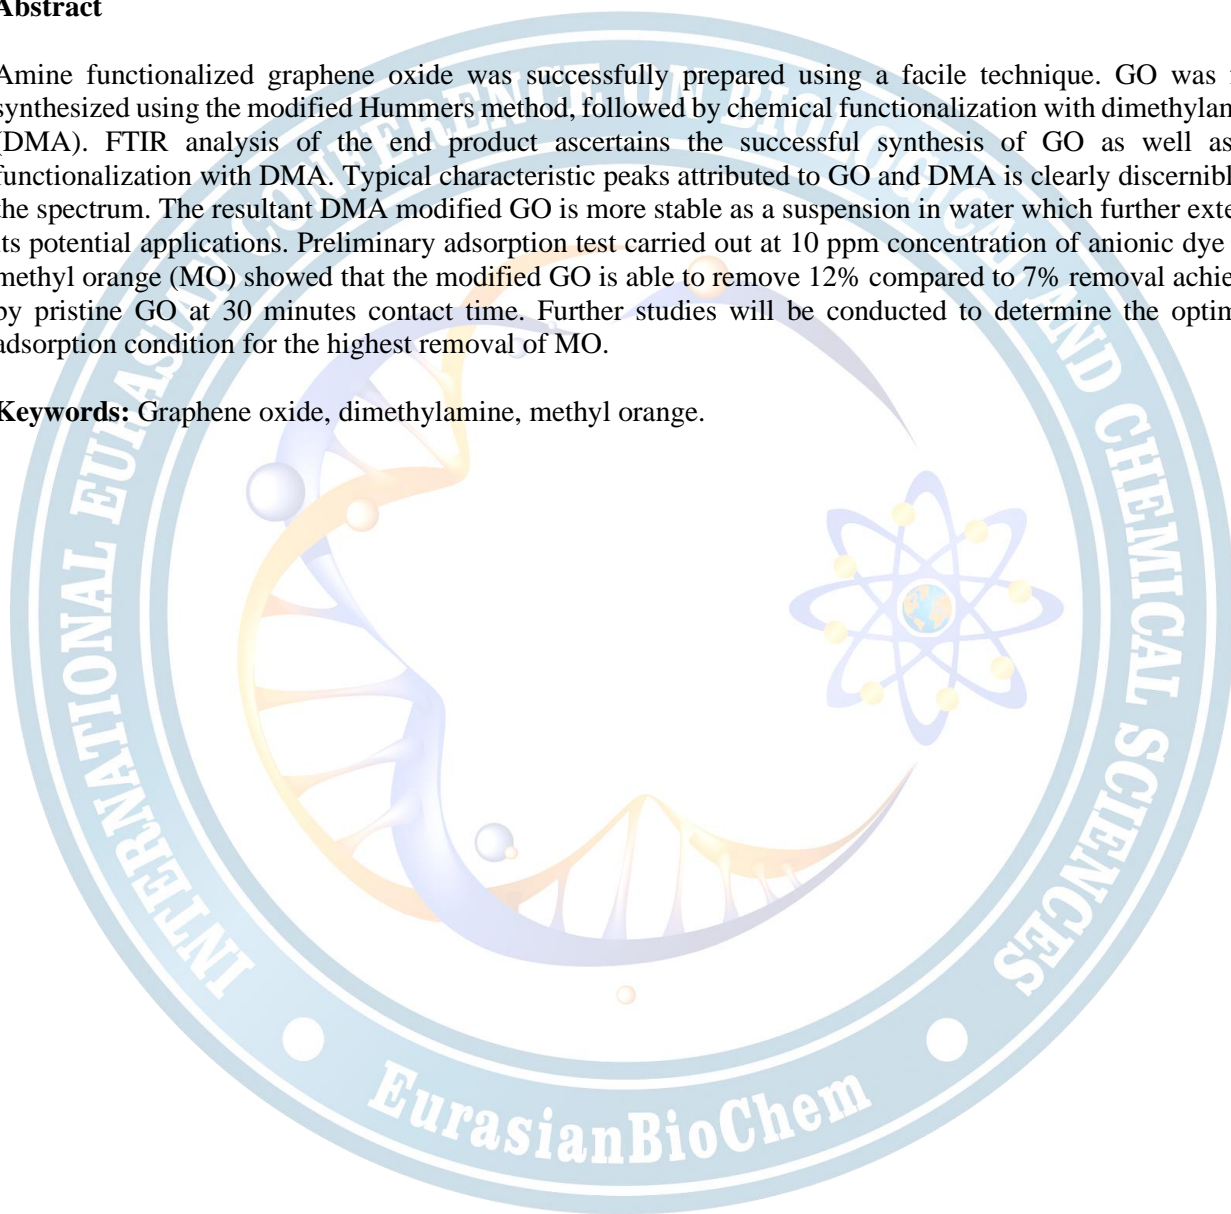 Abstract
Amine functionalized graphene oxide was successfully prepared using a facile technique. GO was
synthesized using the modified Hummers method, followed by chemical functionalization with
(DMA). FTIR analysis of the end product ascertains the successful synthesis of GO as well as
functionalization with DMA. Typical characteristic peaks attributed to GO and DMA is clearly
the spectrum. The resultant DMA modified GO is more stable as a suspension in water which further
its potential applications. Preliminary adsorption test carried out at 10 ppm concentration of anionic dye
methyl orange (MO) showed that the modified GO is able to remove 12% compared to 7% removal
by pristine GO at 30 minutes contact time. Further studies will be conducted to determine the
adsorption condition for the highest removal of MO.
Keywords: Graphene oxide, dimethylamine, methyl orange.
INTERNATIONAL EURASIAN CONFERENCE ON BIOLOGICAL AND CHEMICAL SCIENCES
EurasianBioChem